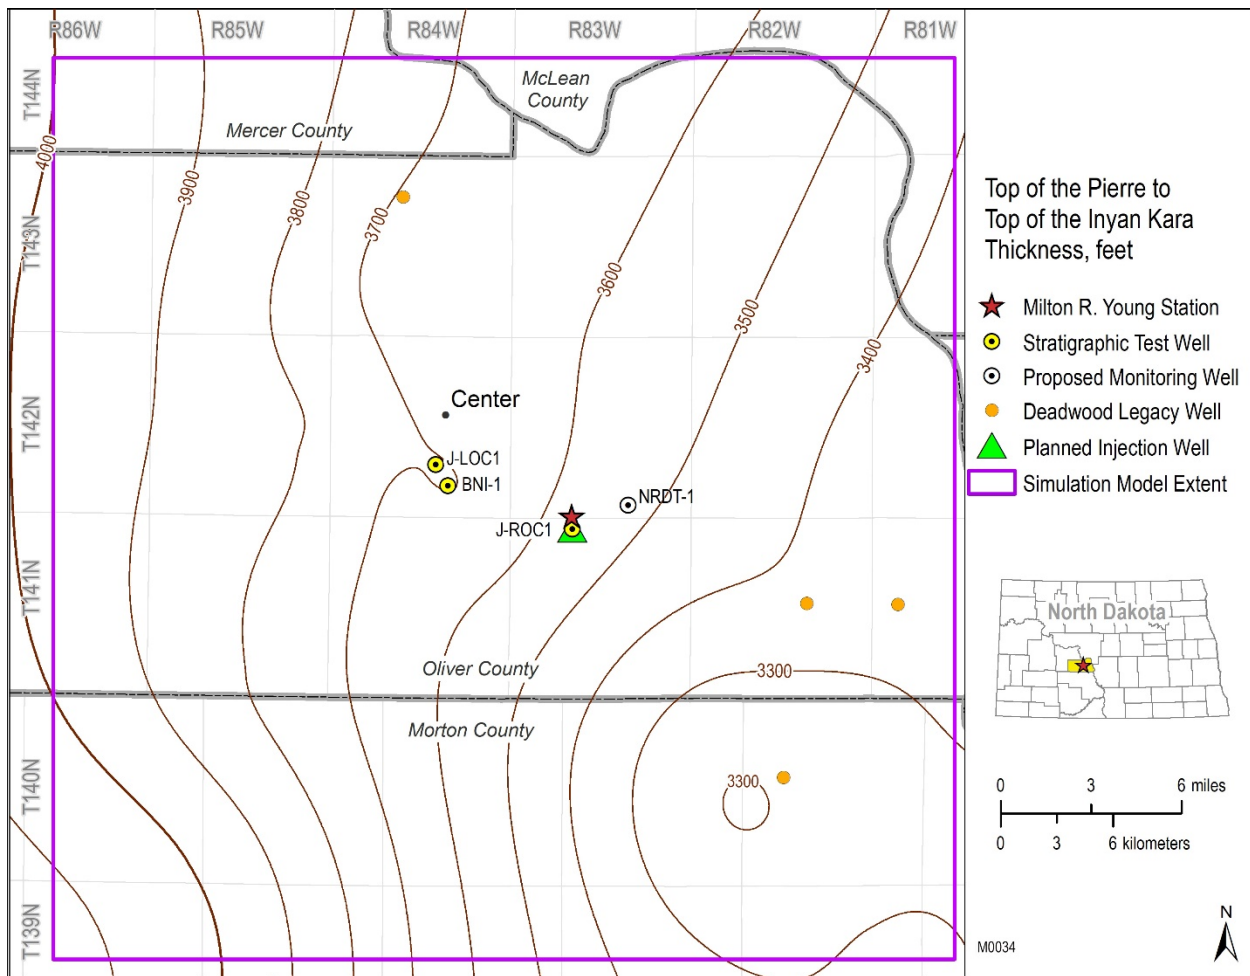 R86W
R85W
R84W
R83W
R82W
R81W
T144N
T143N
T142N
T141N
T140N
T139N
McLean
County
Mercer County
4000
3900
3800
3700
3600
3500
3400
Center
J-LOC1
BNI-1
NRDT-1
J-ROC1
Oliver County
Morton County
3300
3300
Top of the Pierre to
Top of the Inyan Kara
Thickness, feet
Milton R. Young Station
Stratigraphic Test Well
Proposed Monitoring Well
Deadwood Legacy Well
Planned Injection Well
Simulation Model Extent
North Dakota
0 3 6 miles
0 3 6 kilometers
M0034
N